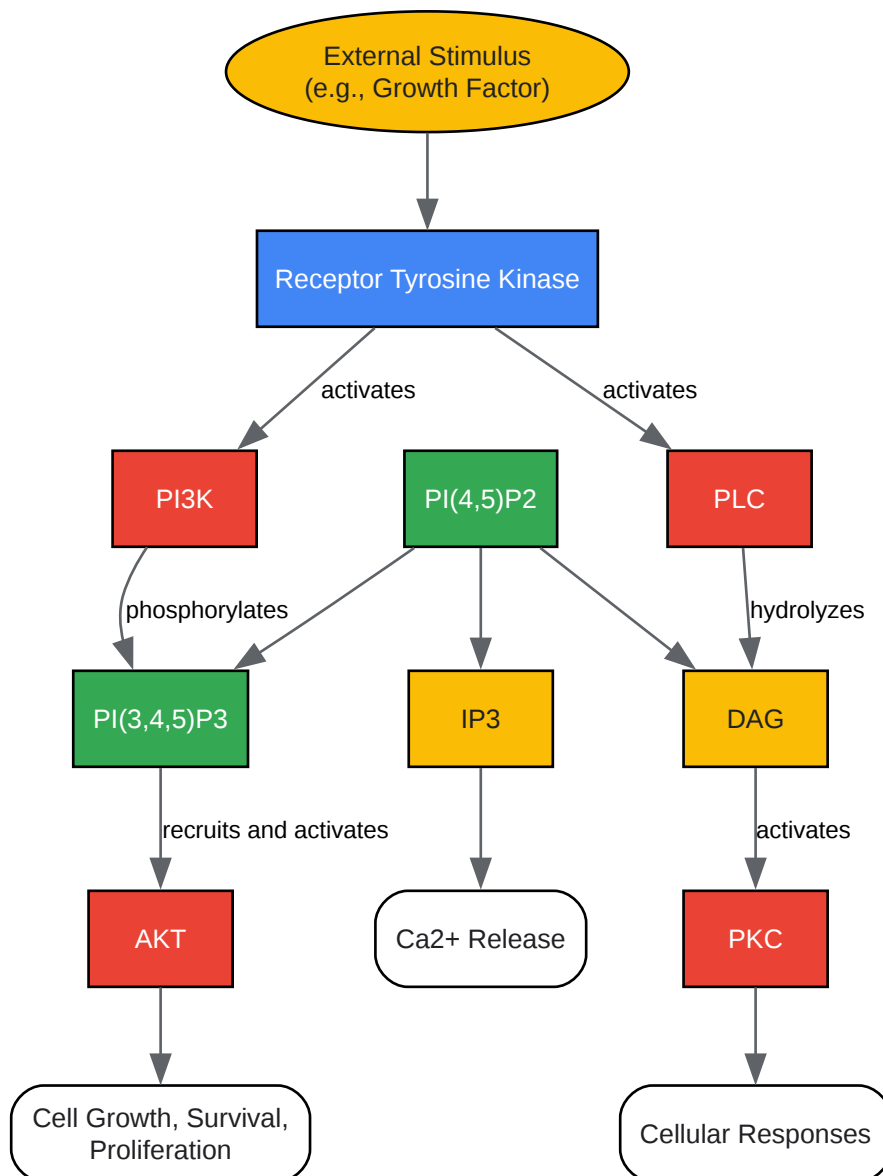 External Stimulus
(e.g., Growth Factor)
Receptor Tyrosine Kinase
activates
activates
PI3K
PI(4,5)P2
PLC
phosphorylates
hydrolyzes
PI(3,4,5)P3
IP3
DAG
recruits and activates
activates
AKT
Ca2+ Release
PKC
Cell Growth, Survival,
Proliferation
Cellular Responses